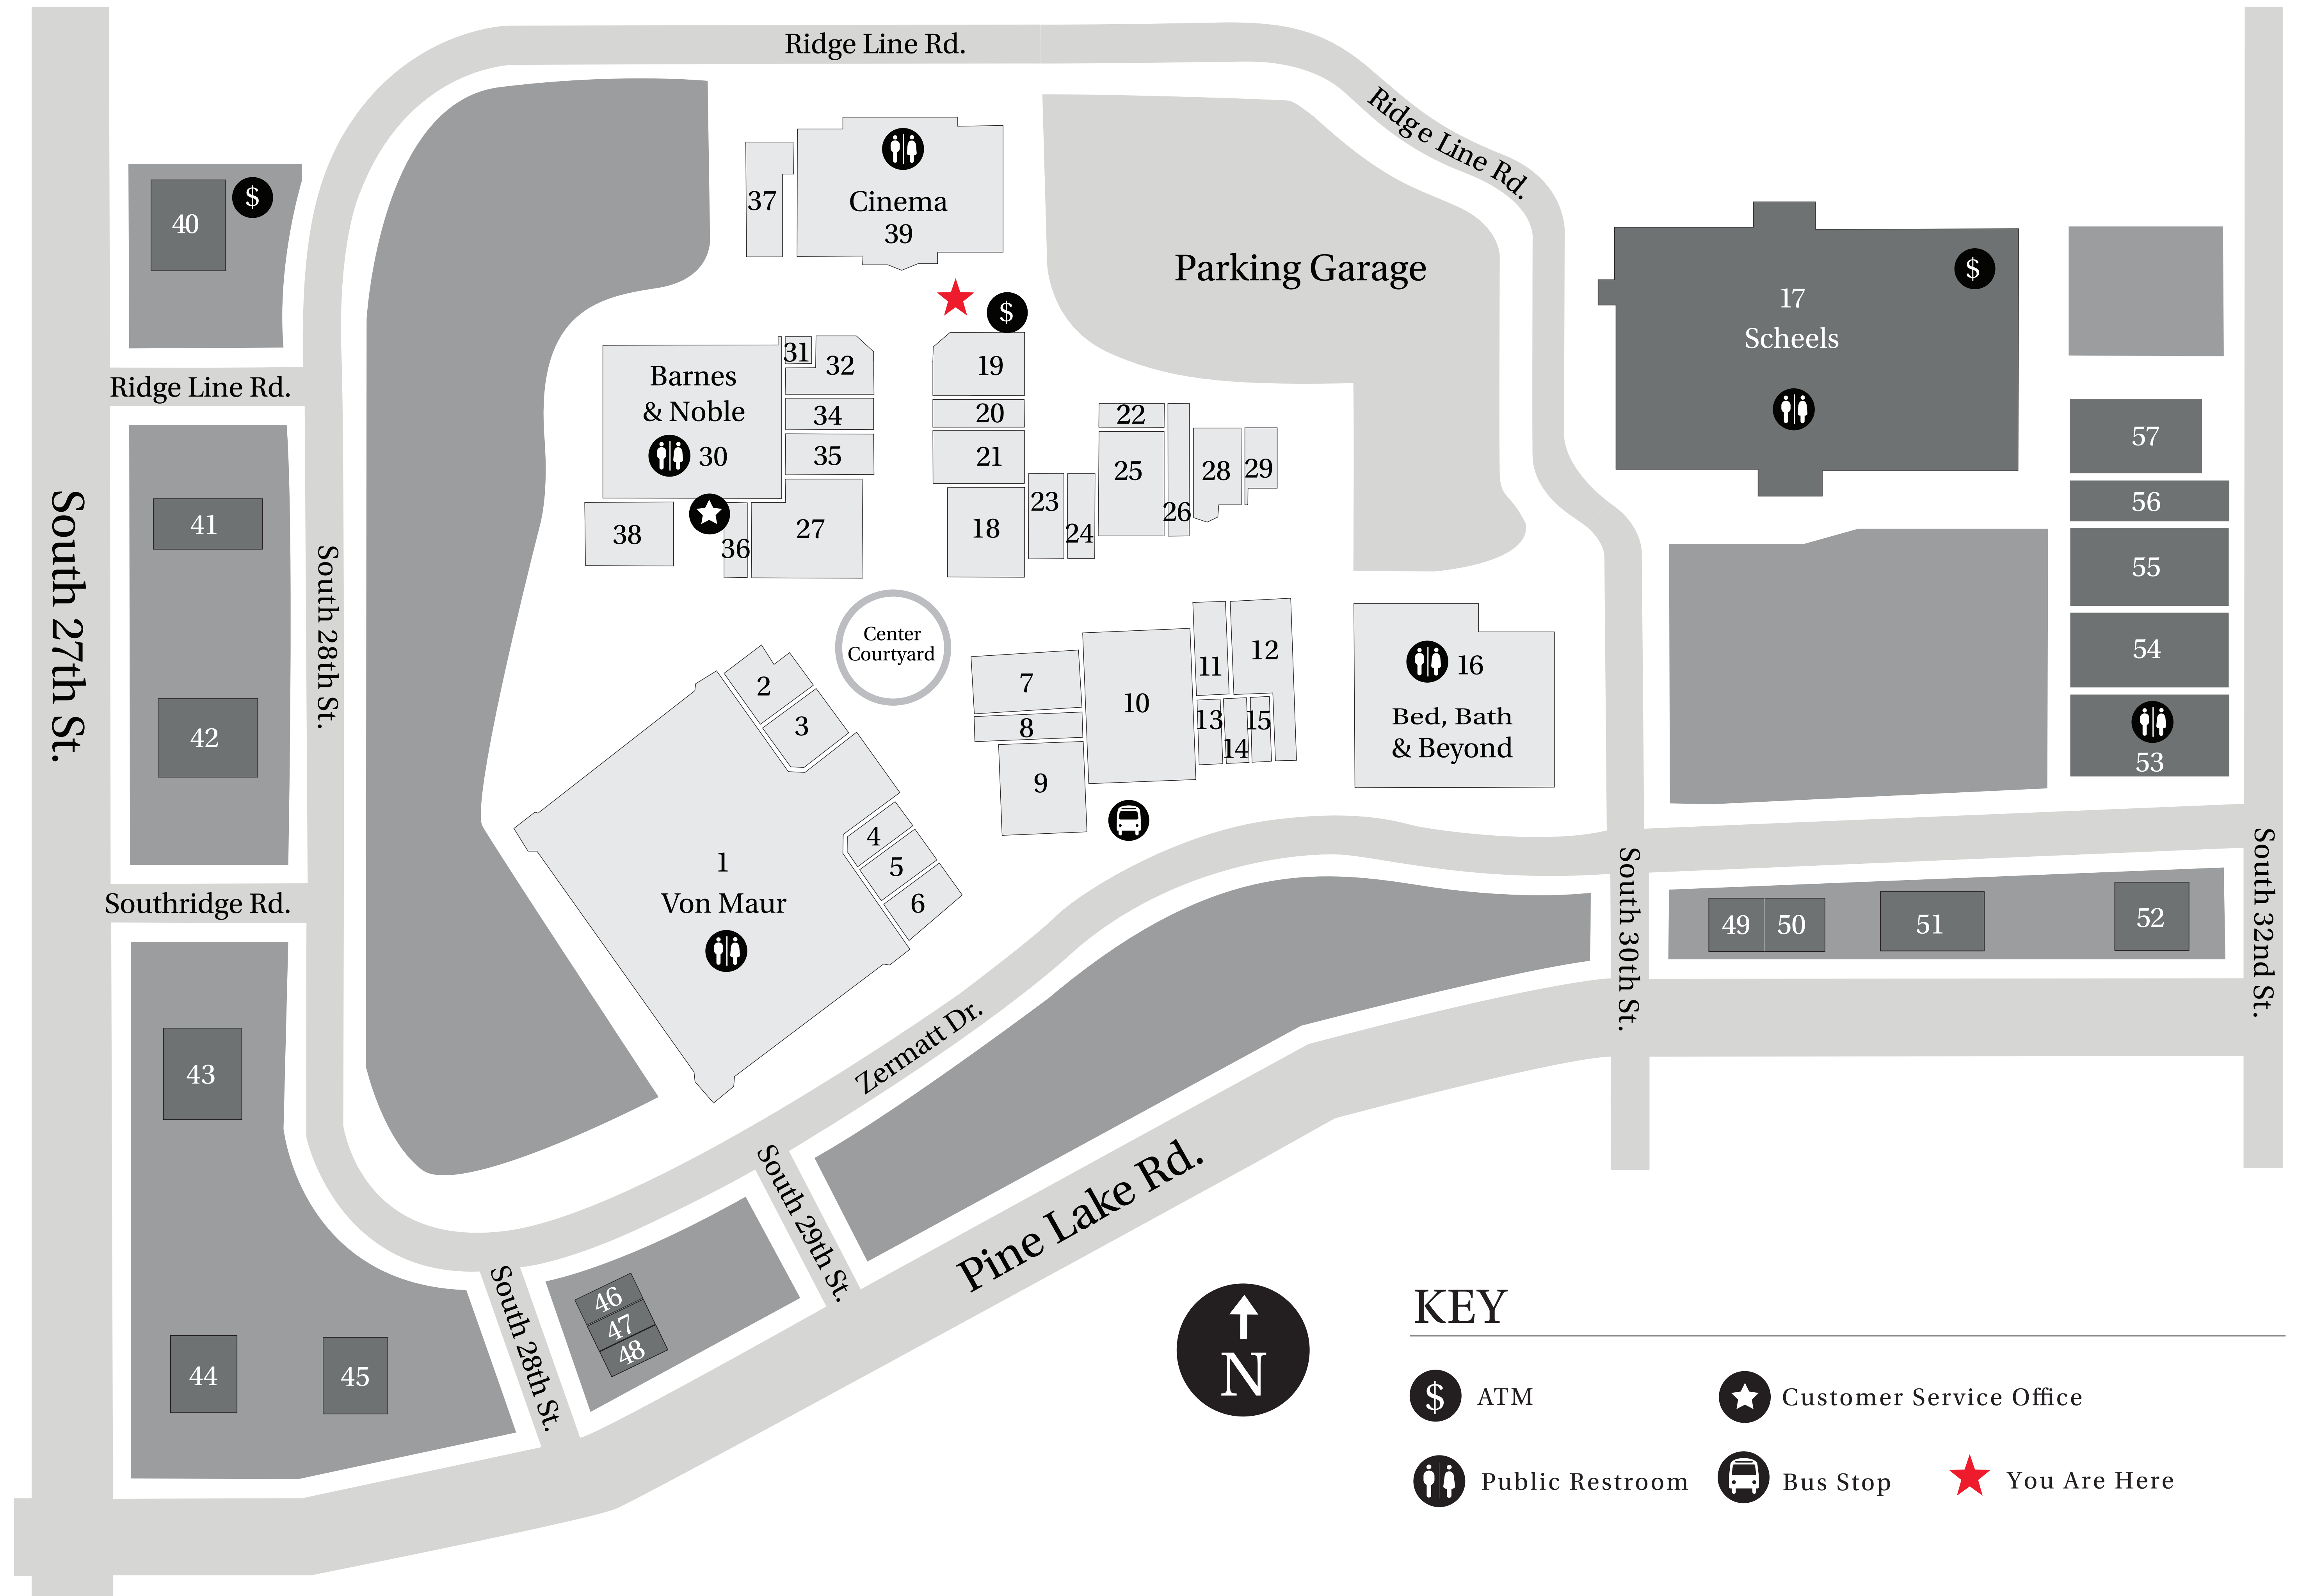 Ridge Line Rd.
Ridge Line Rd.
37
Cinema
39
40
$
Parking Garage
$
17
Scheels
$
31
32
Barnes
& Noble
30
34
35
19
20
21
22
25
26
28
29
23
24
18
38
36
27
Ridge Line Rd.
41
42
South 27th St.
South 28th St.
57
56
55
54
53
Center
Courtyard
2
3
7
8
9
10
11
12
13
14
15
16
Bed, Bath
& Beyond
1
Von Maur
4
5
6
Southridge Rd.
49
50
51
52
South 30th St.
South 32nd St.
43
44
45
Zermatt Dr.
South 29th St.
South 28th St.
46
47
48
Pine Lake Rd.
N
KEY
$ ATM
Customer Service Office
Public Restroom
Bus Stop
You Are Here